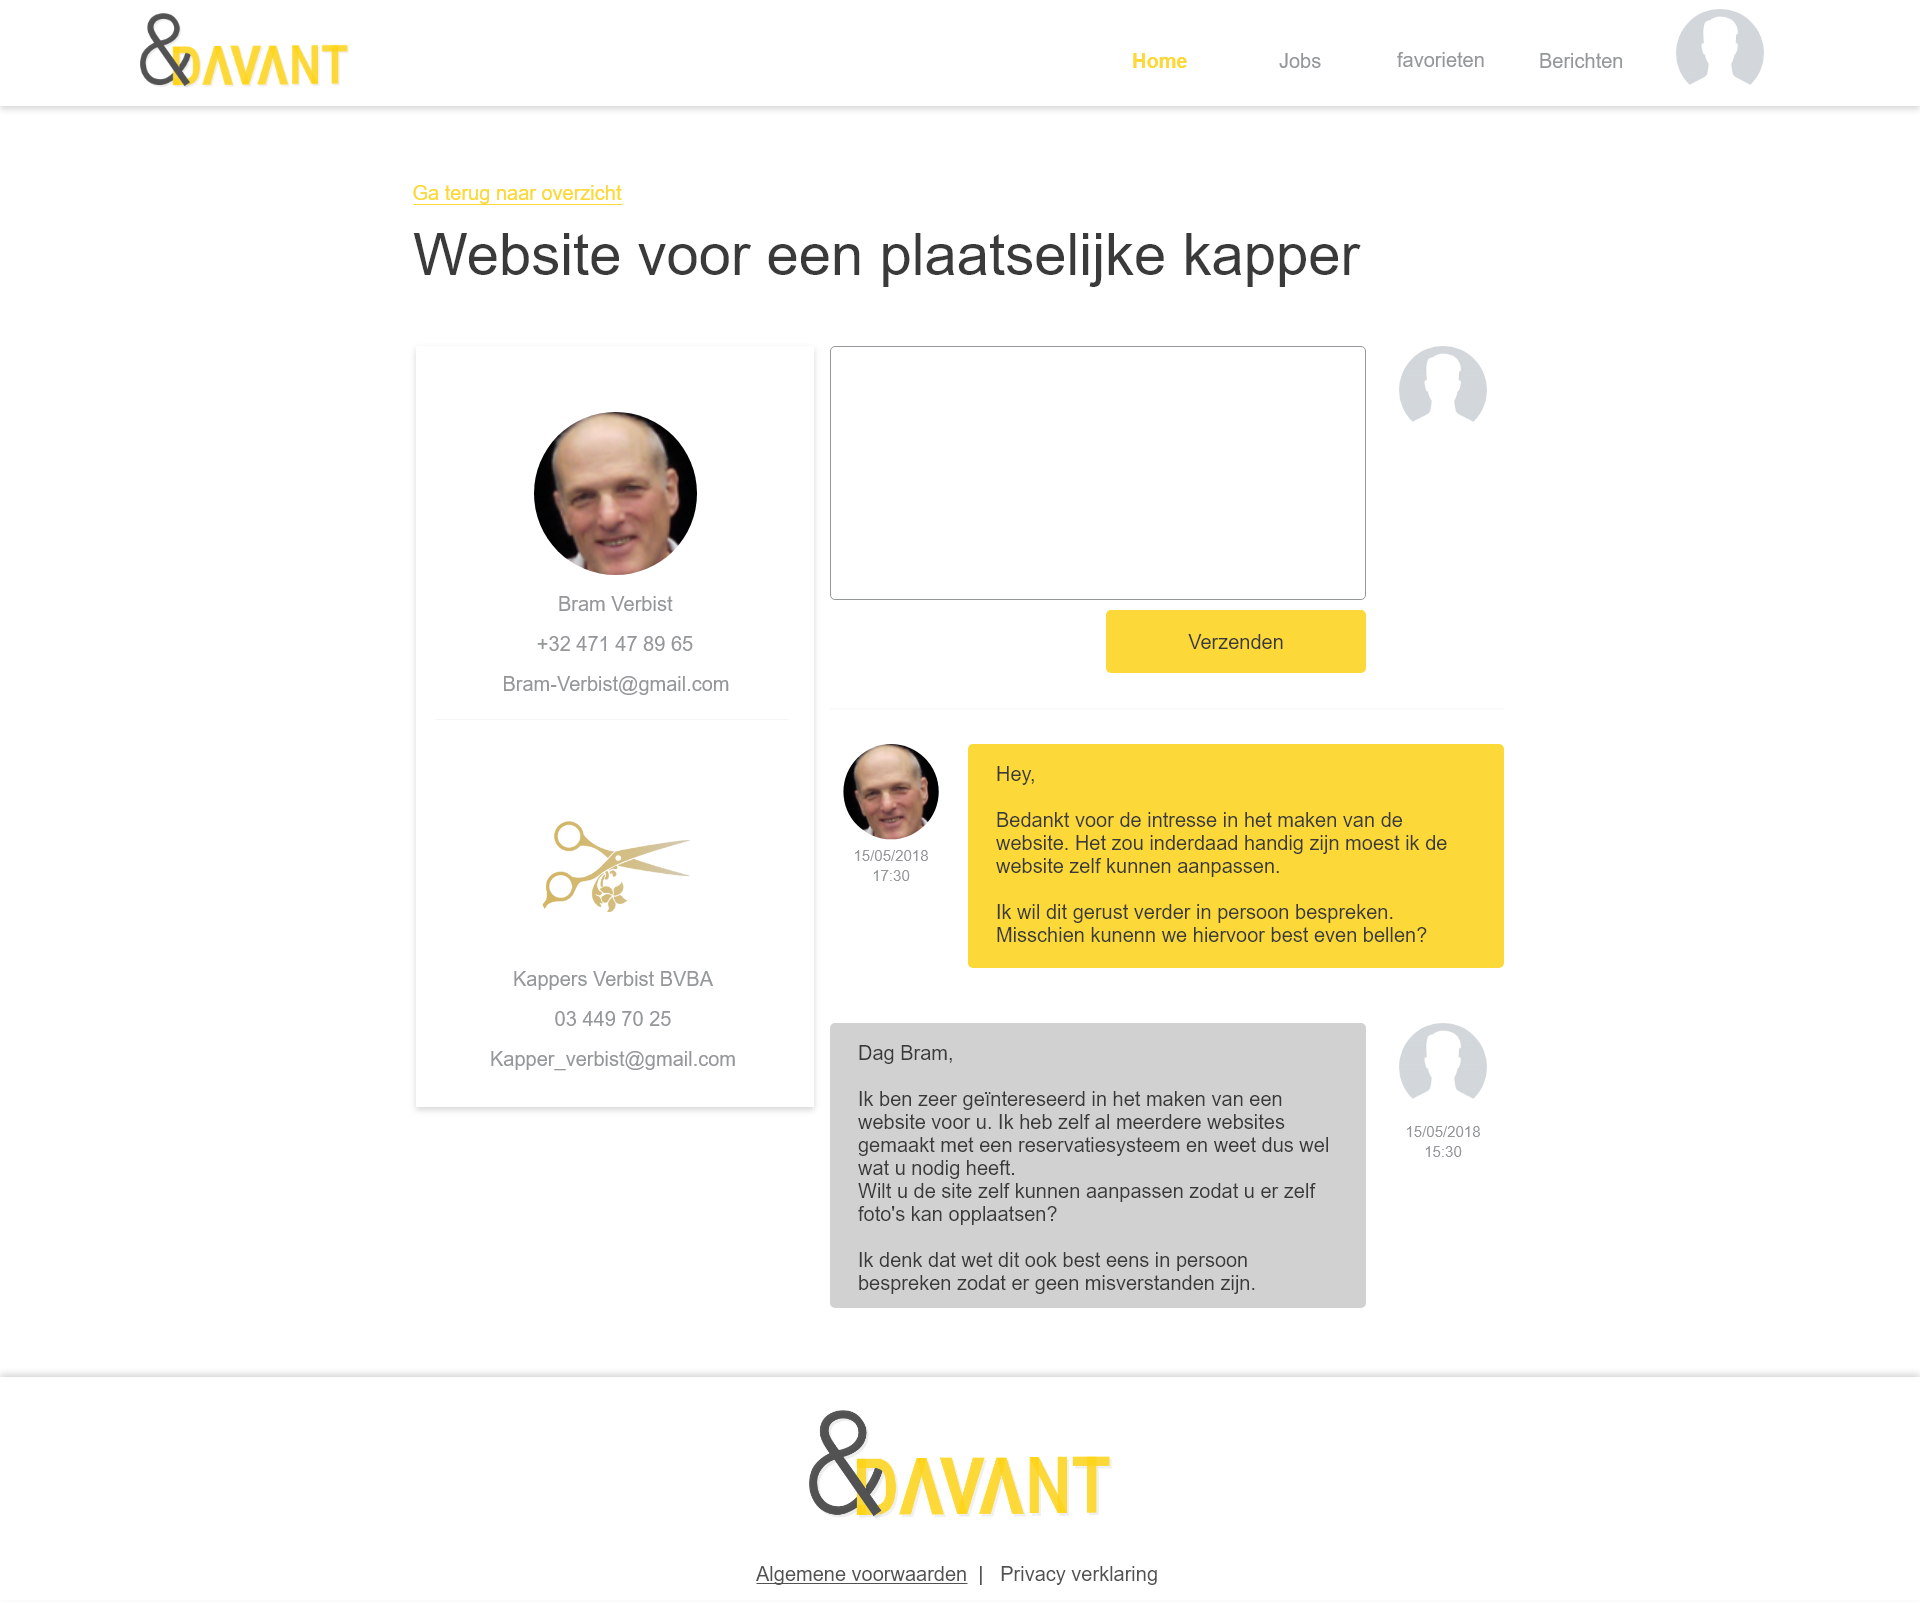 &DAVANT
Home
Jobs
favorieten
Berichten
Ga terug naar overzicht
Website voor een plaatselijke kapper
Bram Verbist
+32 471 47 89 65
Bram-Verbist@gmail.com
Kappers Verbist BVBA
03 449 70 25
Kapper_verbist@gmail.com
Verzenden
15/05/2018
17:30
Hey,
Bedankt voor de intresse in het maken van de
website. Het zou inderdaad handig zijn moest ik de
website zelf kunnen aanpassen.
Ik wil dit gerust verder in persoon bespreken.
Misschien kunenn we hiervoor best even bellen?
Dag Bram,
Ik ben zeer geïntereseerd in het maken van een
website voor u. Ik heb zelf al meerdere websites
gemaakt met een reservatiesysteem en weet dus wel
wat u nodig heeft.
Wilt u de site zelf kunnen aanpassen zodat u er zelf
foto's kan opplaatsen?
Ik denk dat wet dit ook best eens in persoon
bespreken zodat er geen misverstanden zijn.
15/05/2018
15:30
&DAVANT
Algemene voorwaarden | Privacy verklaring